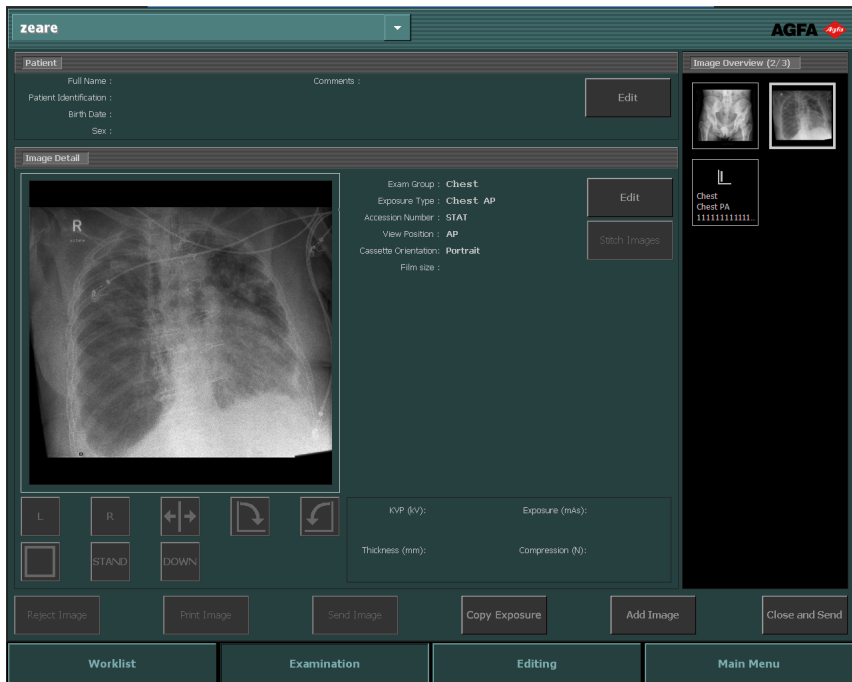 zeare
AGFA
Agfa
Patient
Full Name :
Comments :
Patient Identification :
Birth Date :
Sex :
Edit
Image Overview (2/3)
Chest
Chest PA
111111111111..
Image Detail
R
Exam Group : Chest
Exposure Type : Chest AP
Accession Number : STAT
View Position : AP
Cassette Orientation: Portrait
Film size :
Edit
Stitch Images
L
R
STAND
DOWN
KVP (kV):
Exposure (mAs):
Thickness (mm):
Compression (N):
Reject Image
Print Image
Send Image
Copy Exposure
Add Image
Close and Send
Worklist
Examination
Editing
Main Menu